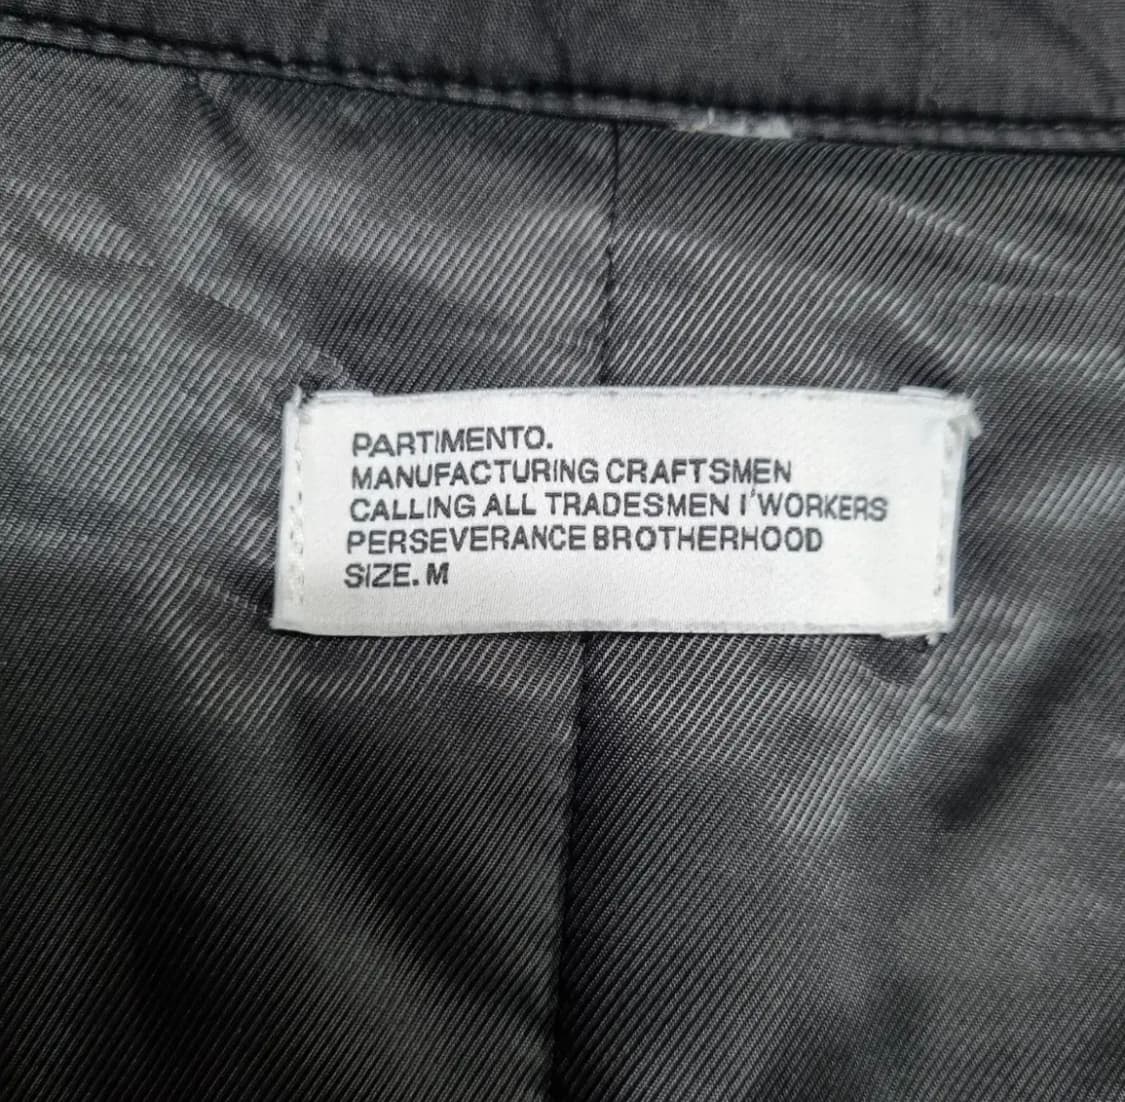 PARTIMENTO.
MANUFACTURING CRAFTSMEN
CALLING ALL TRADESMEN I'WORKERS
PERSEVERANCE BROTHERHOOD
SIZE. M